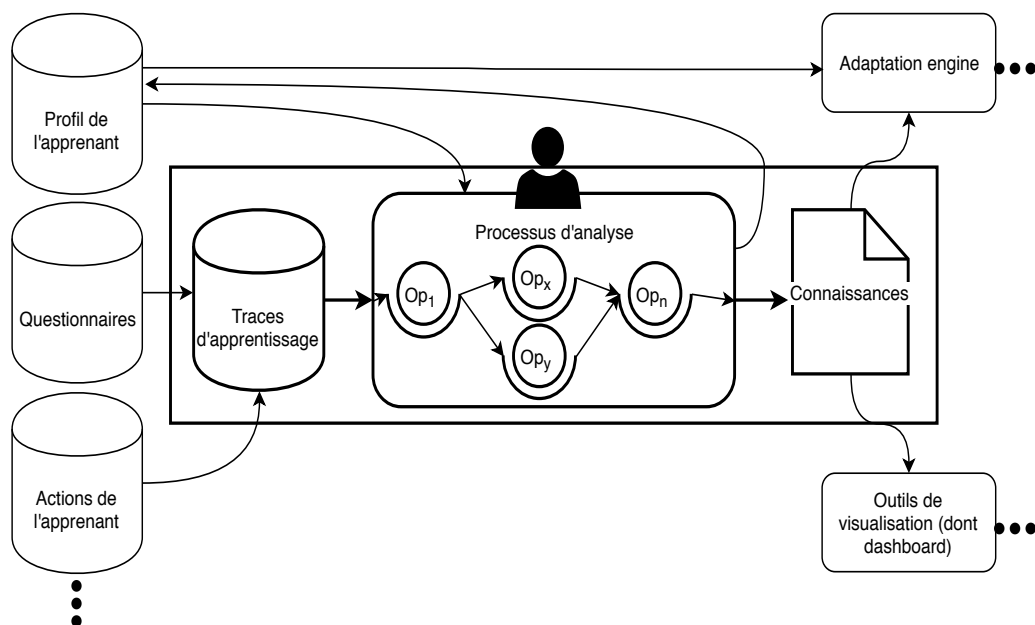 Profil de
l'apprenant
Adaptation engine
Processus d'analyse
Questionnaires
Traces
d'apprentissage
Op1
Opx
Opy
Opn
Connaissances
Actions de
l'apprenant
Outils de
visualisation (dont
dashboard)